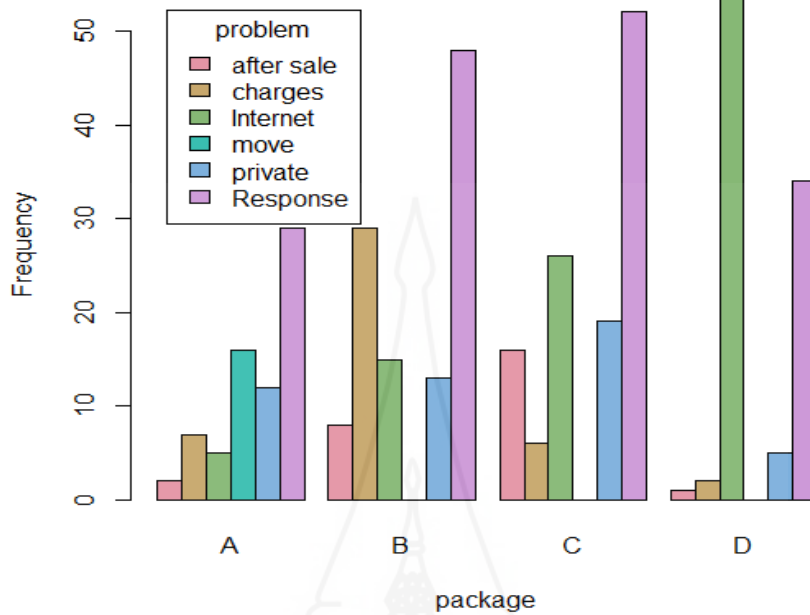 problem
after sale
charges
Internet
move
private
Response
Frequency
50
40
30
20
10
0
A
B
C
D
package